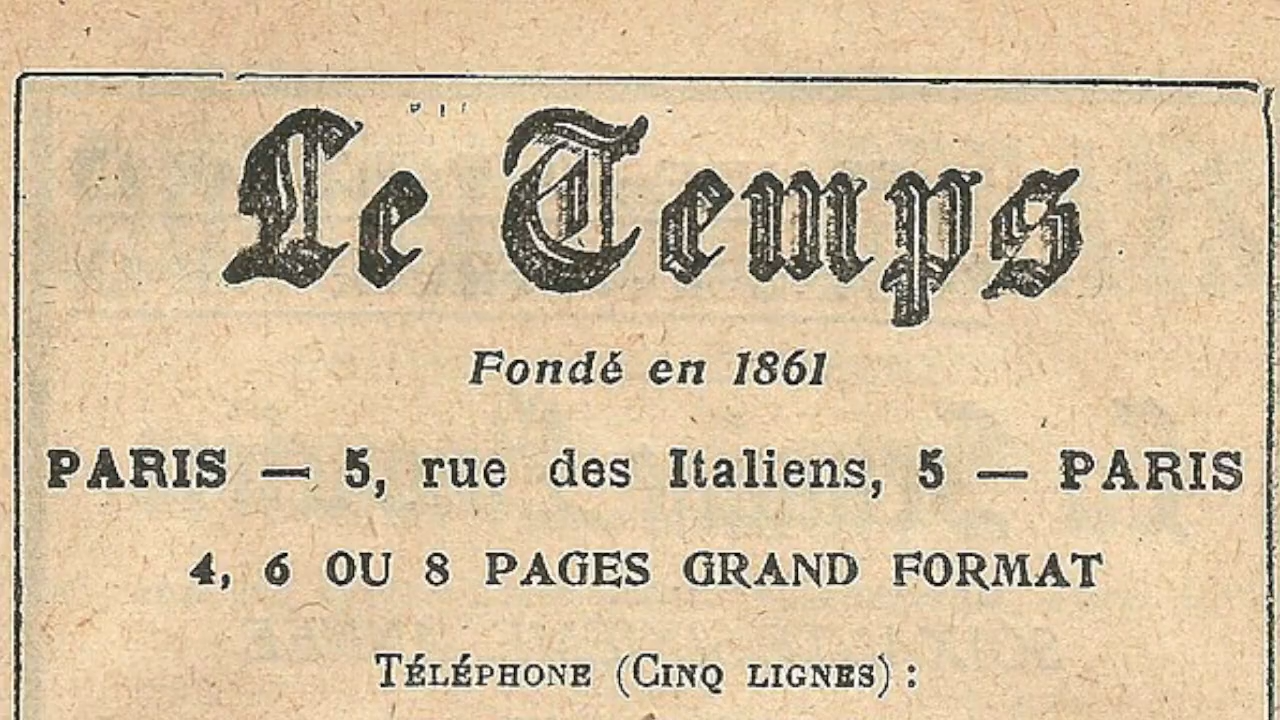 Le Temps
Fondé en 1861
PARIS — 5, rue des Italiens, 5 — PARIS
4, 6 OU 8 PAGES GRAND FORMAT
TÉLÉPHONE (CINQ LIGNES) :